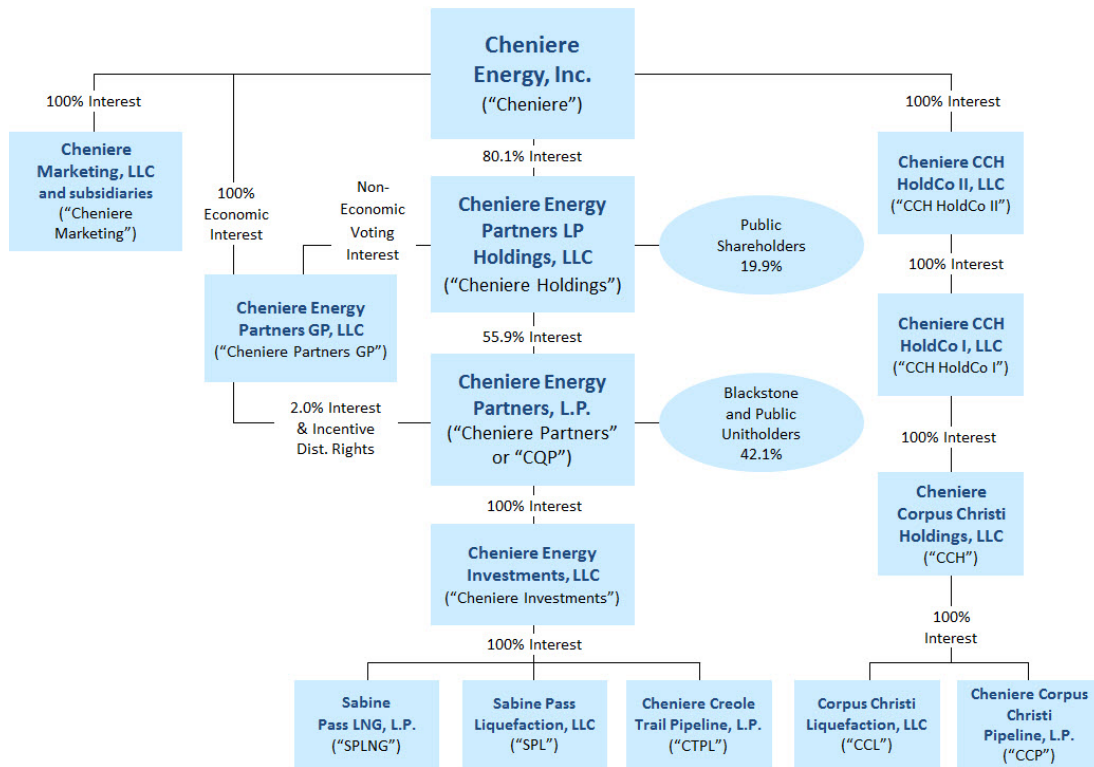 Cheniere
Energy, Inc.
(“Cheniere”)
100% Interest
100% Interest
Cheniere
Marketing, LLC
and subsidiaries
(“Cheniere
Marketing”)
100%
Economic
Interest
Non-
Economic
Voting
Interest
80.1% Interest
Cheniere Energy
Partners LP
Holdings, LLC
(“Cheniere Holdings”)
Public
Shareholders
19.9%
Cheniere CCH
HoldCo II, LLC
(“CCH HoldCo II”)
100% Interest
Cheniere Energy
Partners GP, LLC
(“Cheniere Partners GP”)
55.9% Interest
Cheniere CCH
HoldCo I, LLC
(“CCH HoldCo I”)
2.0% Interest
& Incentive
Dist. Rights
Cheniere Energy
Partners, L.P.
(“Cheniere Partners”
or “CQP”)
Blackstone
and Public
Unitholders
42.1%
100% Interest
100% Interest
Cheniere
Corpus Christi
Holdings, LLC
(“CCH”)
Cheniere Energy
Investments, LLC
(“Cheniere Investments”)
100% Interest
100%
Interest
Sabine
Pass LNG, L.P.
(“SPLNG”)
Sabine Pass
Liquefaction, LLC
(“SPL”)
Cheniere Creole
Trail Pipeline, L.P.
(“CTPL”)
Corpus Christi
Liquefaction, LLC
(“CCL”)
Cheniere Corpus
Christi
Pipeline, L.P.
(“CCP”)